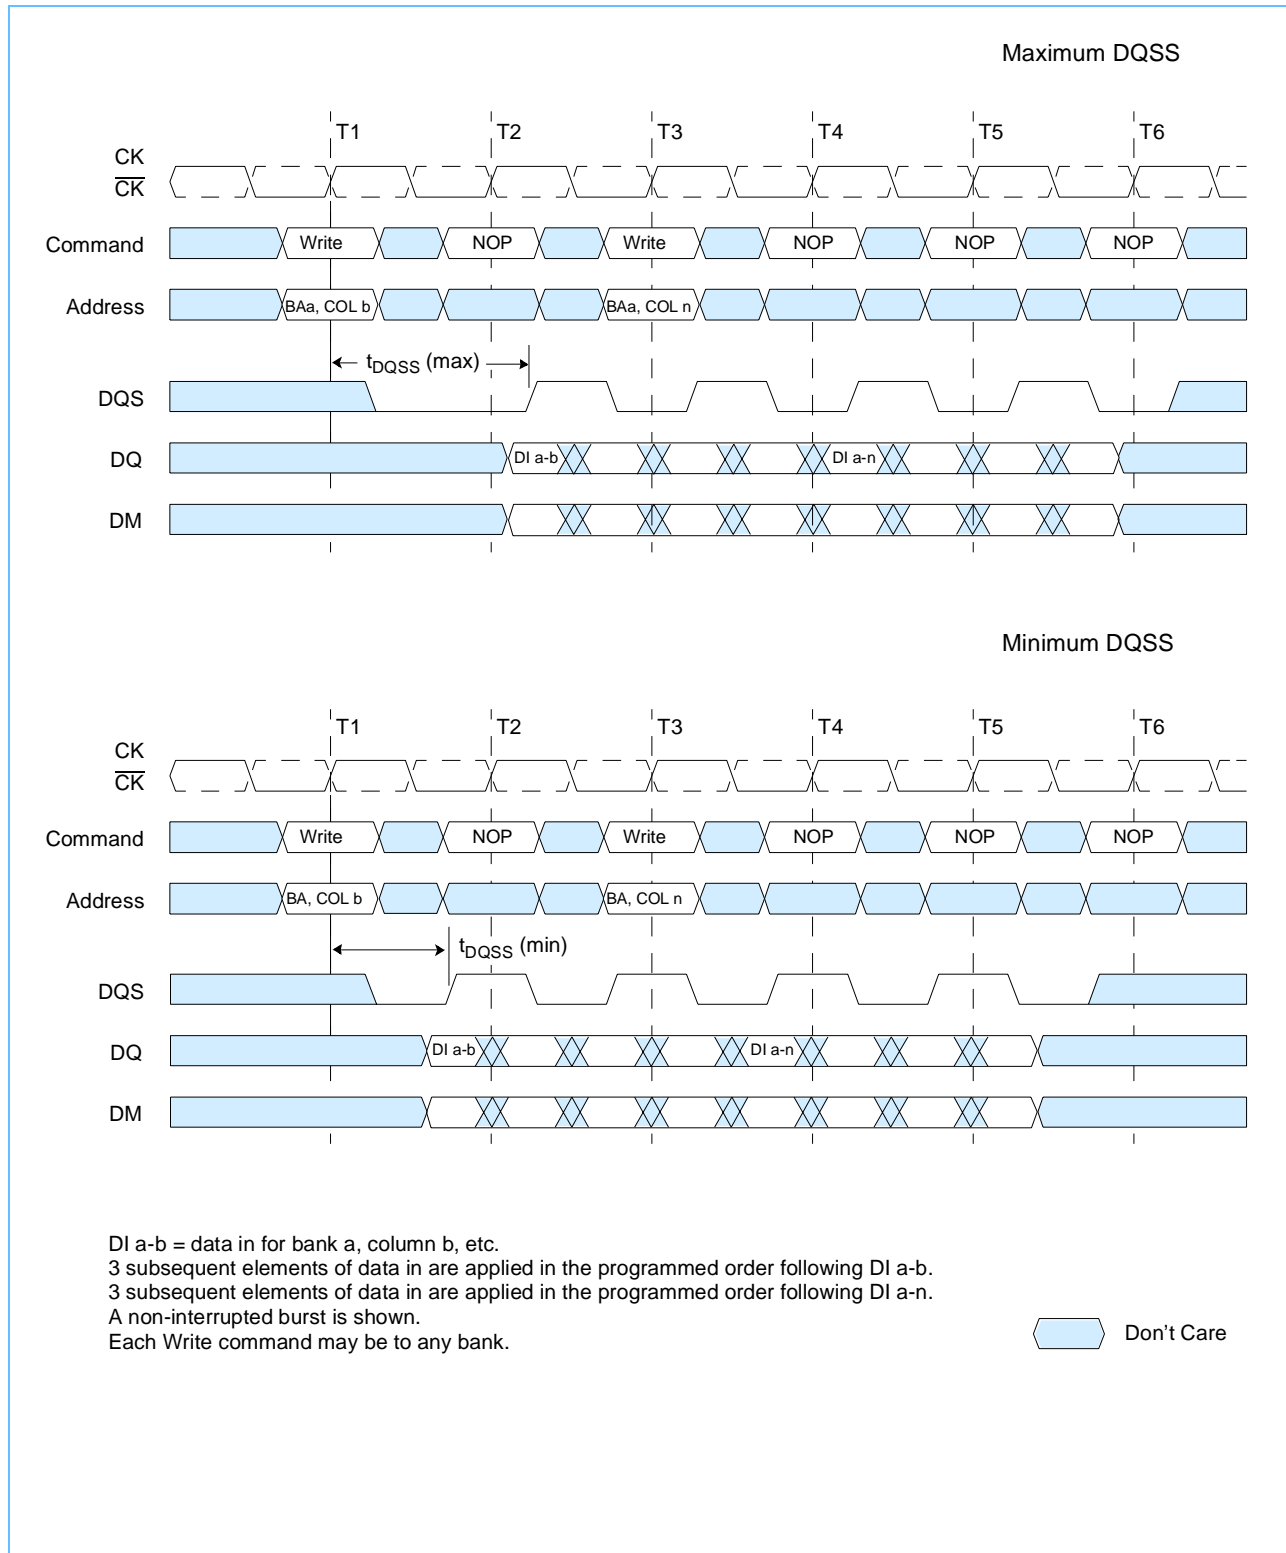 Maximum DQSS
T1 T2 T3 T4 T5 T6
CK
CK
Command Write NOP Write NOP NOP NOP
Address BAa, COL b BAa, COL n
tDQSS (max)
DQS
DQ DI a-b DI a-n
DM
Minimum DQSS
T1 T2 T3 T4 T5 T6
CK
CK
Command Write NOP Write NOP NOP NOP
Address BA, COL b BA, COL n
tDQSS (min)
DQS
DQ DI a-b DI a-n
DM
DI a-b = data in for bank a, column b, etc.
3 subsequent elements of data in are applied in the programmed order following DI a-b.
3 subsequent elements of data in are applied in the programmed order following DI a-n.
A non-interrupted burst is shown.
Each Write command may be to any bank.
Don't Care